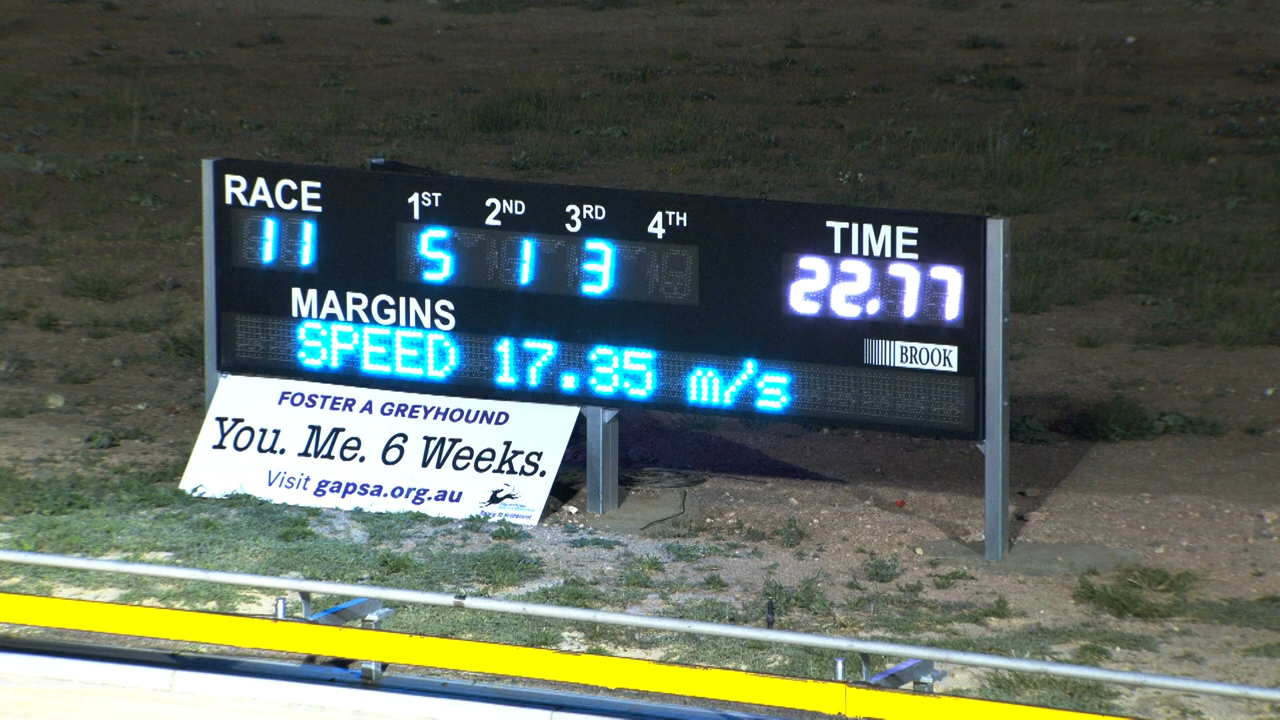 RACE 1ST 2ND 3RD 4TH TIME
11 5 1 3 22.77
MARGINS
BROOK
SPEED 17.35 m/s
FOSTER A GREYHOUND
You. Me. 6 Weeks.
Visit gapsa.org.au